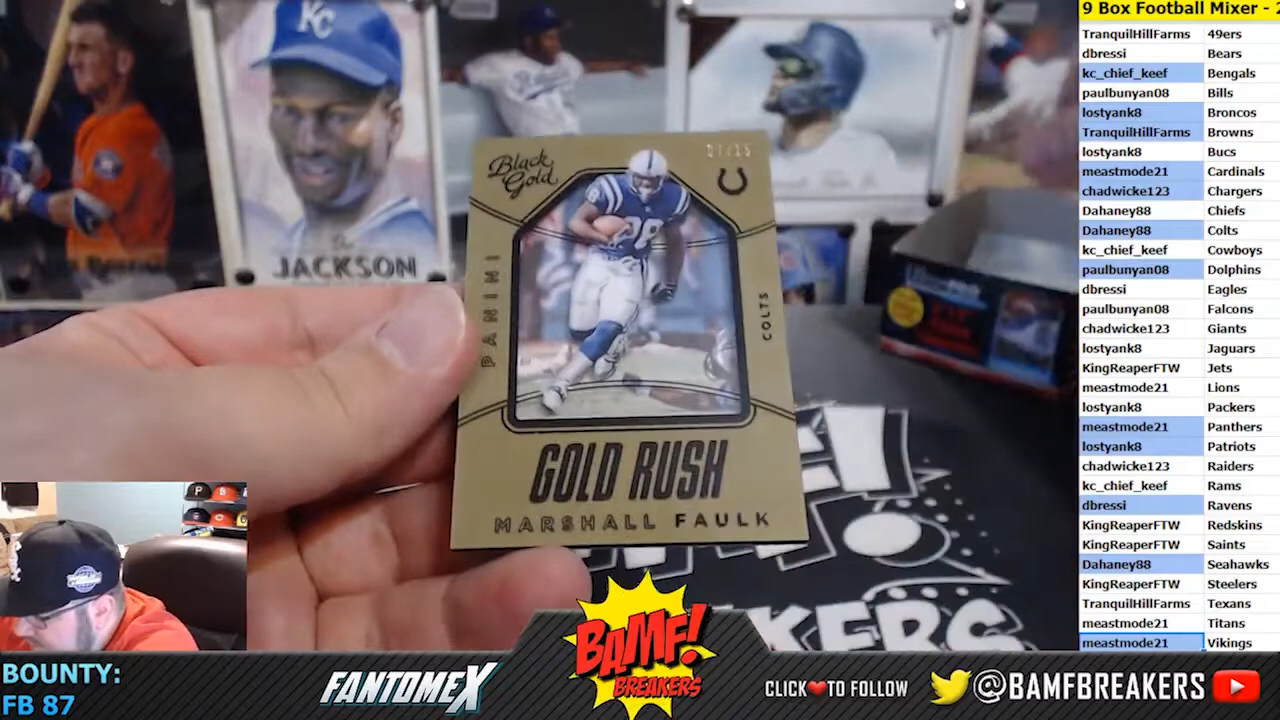 KC
JACKSON
Black Gold
07/15
PANINI
COLTS
GOLD RUSH
MARSHALL FAULK
9 Box Football Mixer -
TranquilHillFarms 49ers
dbressi Bears
kc_chief_keef Bengals
paulbunyan08 Bills
lostyank8 Broncos
TranquilHillFarms Browns
lostyank8 Bucs
meastmode21 Cardinals
chadwicke123 Chargers
Dahaney88 Chiefs
Dahaney88 Colts
kc_chief_keef Cowboys
paulbunyan08 Dolphins
dbressi Eagles
paulbunyan08 Falcons
chadwicke123 Giants
lostyank8 Jaguars
KingReaperFTW Jets
meastmode21 Lions
lostyank8 Packers
meastmode21 Panthers
lostyank8 Patriots
chadwicke123 Raiders
kc_chief_keef Rams
dbressi Ravens
KingReaperFTW Redskins
KingReaperFTW Saints
Dahaney88 Seahawks
KingReaperFTW Steelers
TranquilHillFarms Texans
meastmode21 Titans
meastmode21 Vikings
BOUNTY:
FB 87
FANTOMEX
BAMF!
BREAKERS
CLICK TO FOLLOW
@BAMFBREAKERS